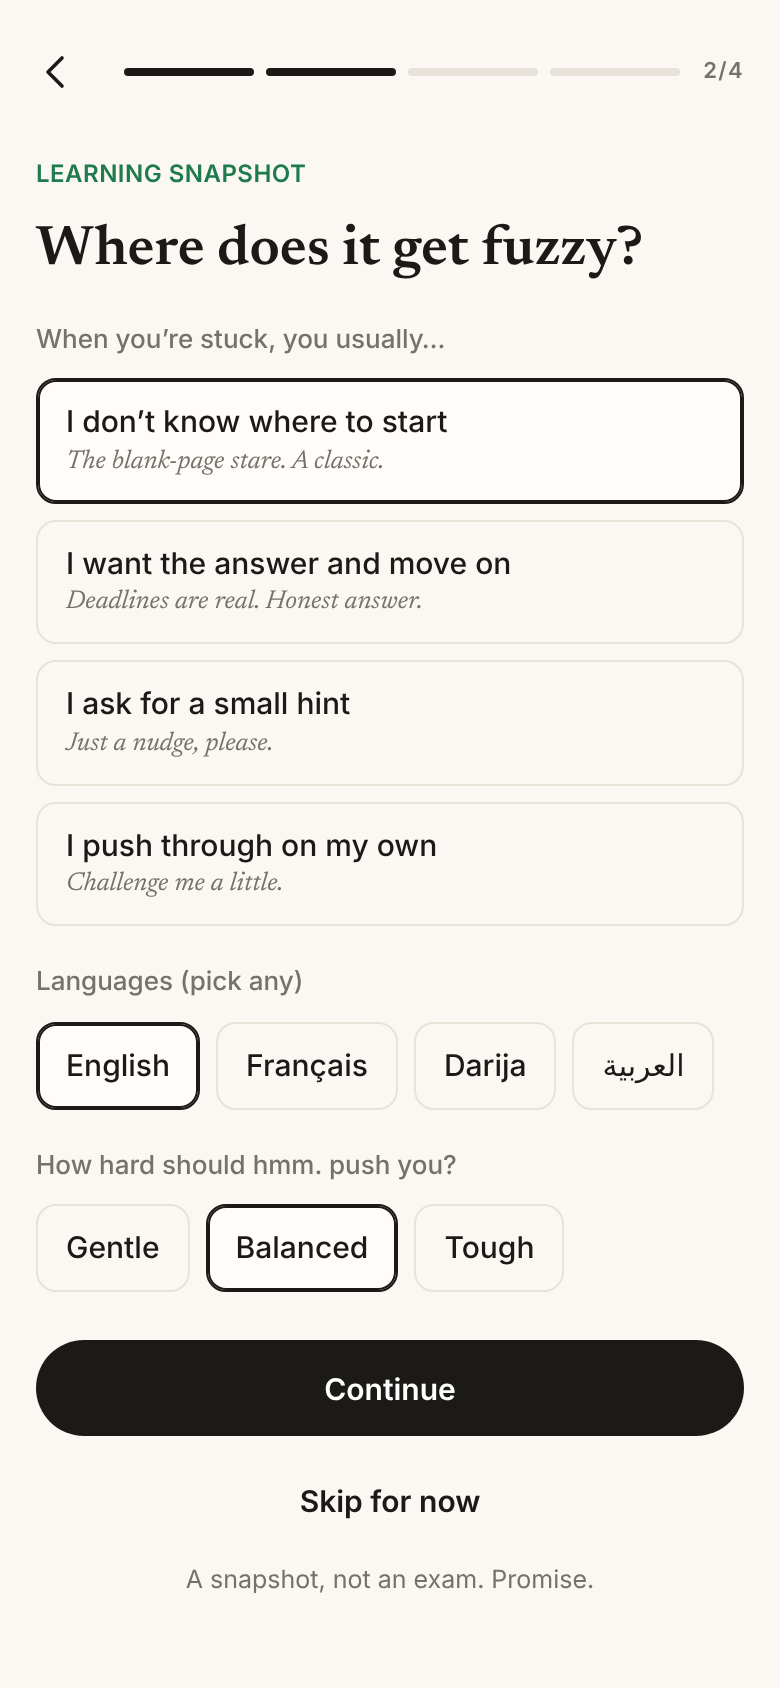 2/4
LEARNING SNAPSHOT
Where does it get fuzzy?
When you’re stuck, you usually...
I don’t know where to start
The blank-page stare. A classic.
I want the answer and move on
Deadlines are real. Honest answer.
I ask for a small hint
Just a nudge, please.
I push through on my own
Challenge me a little.
Languages (pick any)
English Français Darija العربية
How hard should hmm. push you?
Gentle Balanced Tough
Continue
Skip for now
A snapshot, not an exam. Promise.